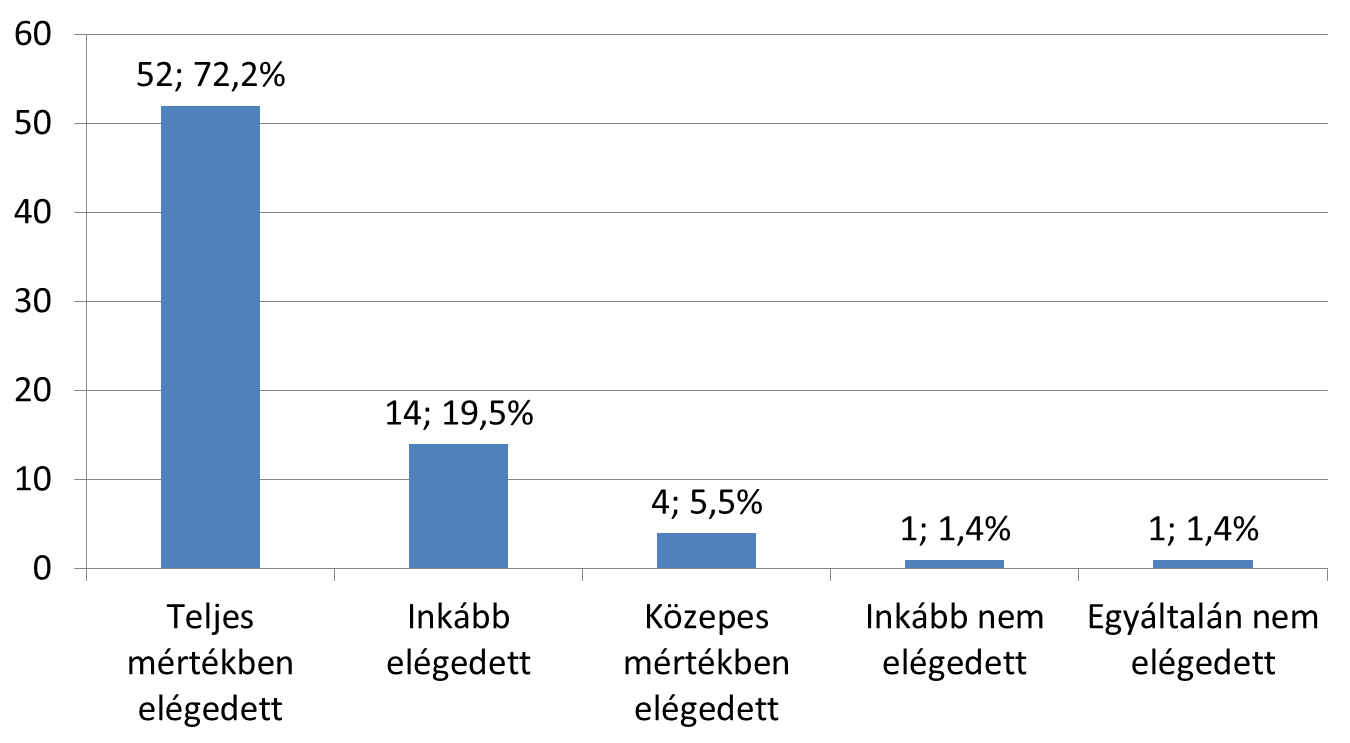 60
52; 72,2%
50
40
30
20
14; 19,5%
10
4; 5,5%
1; 1,4%
1; 1,4%
0
Teljes
mértékben
elégedett
Inkább
elégedett
Közepes
mértékben
elégedett
Inkább nem
elégedett
Egyáltalán nem
elégedett